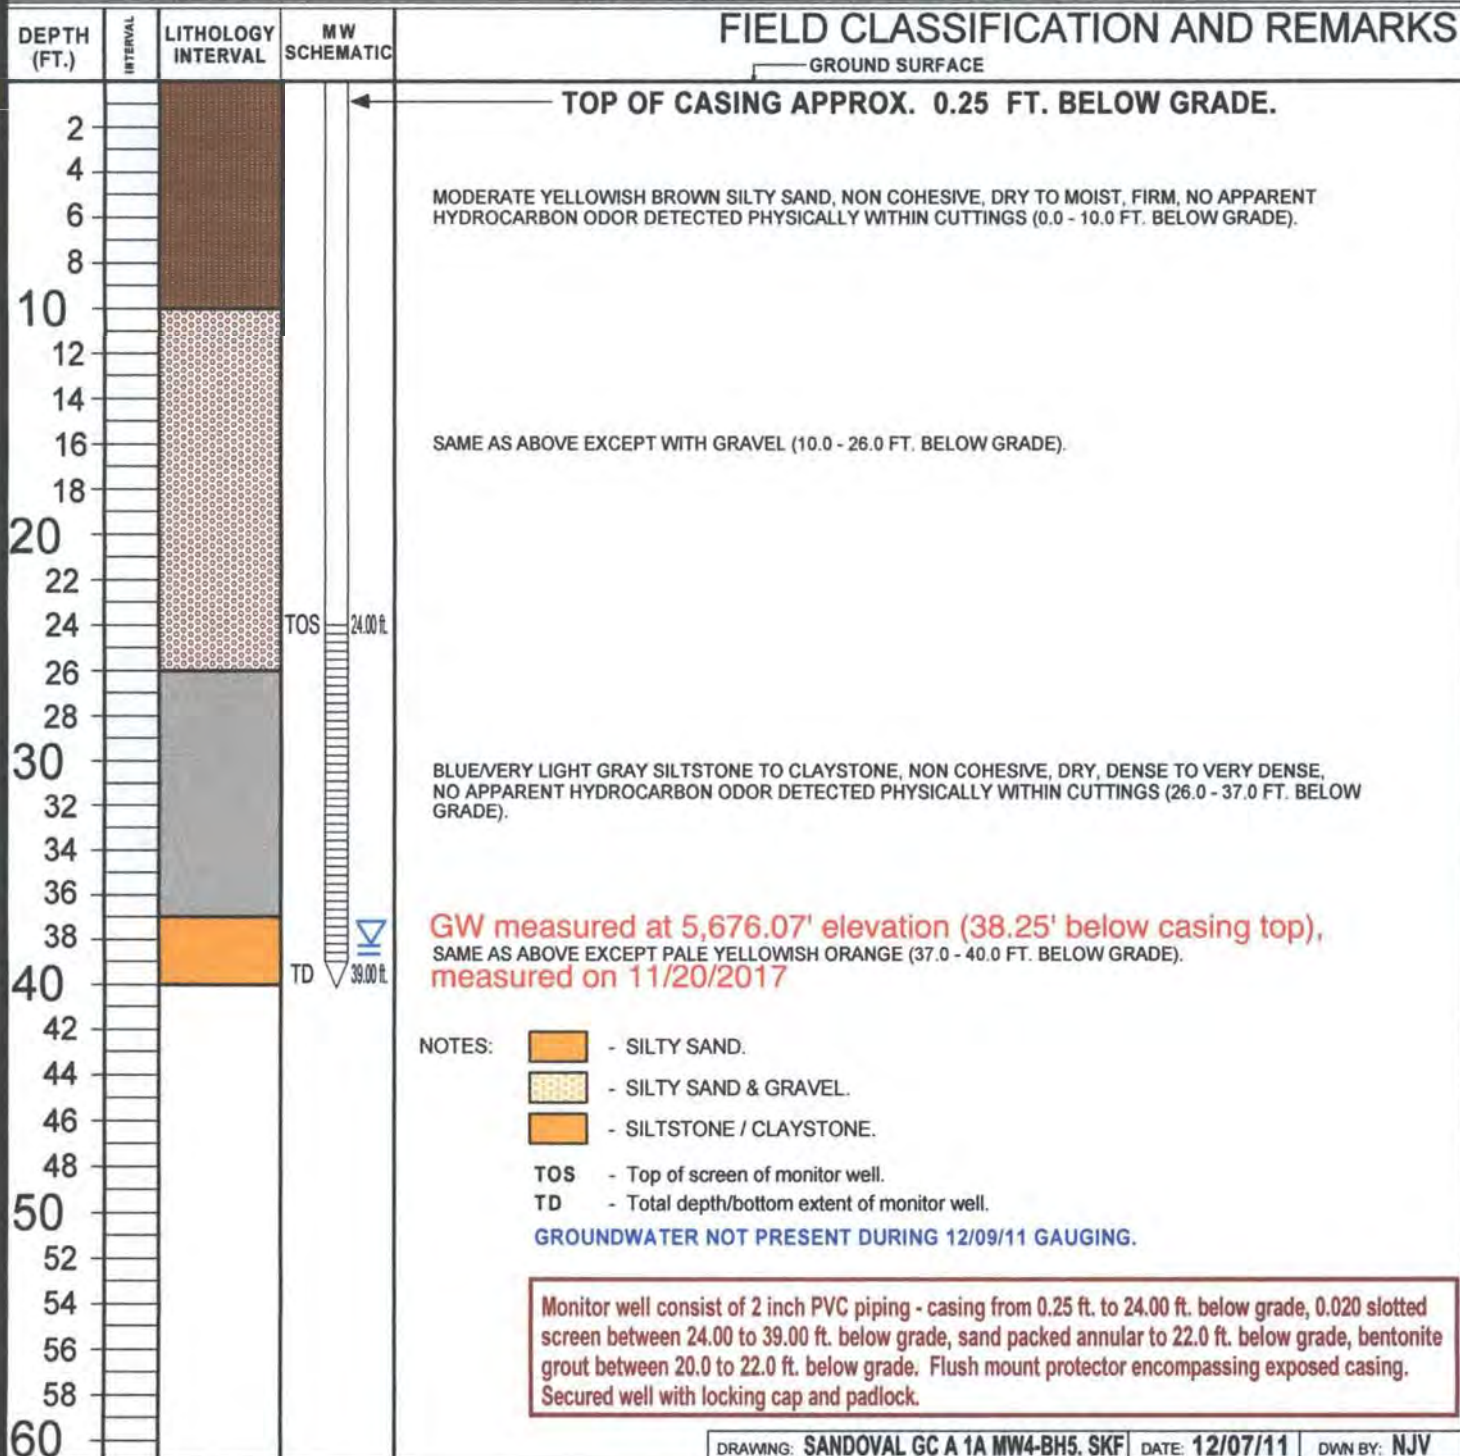 DEPTH
(FT.)
INTERVAL
LITHOLOGY
INTERVAL
MW
SCHEMATIC
FIELD CLASSIFICATION AND REMARKS
GROUND SURFACE
TOP OF CASING APPROX. 0.25 FT. BELOW GRADE.
2
4
MODERATE YELLOWISH BROWN SILTY SAND, NON COHESIVE, DRY TO MOIST, FIRM, NO APPARENT
HYDROCARBON ODOR DETECTED PHYSICALLY WITHIN CUTTINGS (0.0 - 10.0 FT. BELOW GRADE).
6
8
10
12
14
16
SAME AS ABOVE EXCEPT WITH GRAVEL (10.0 - 26.0 FT. BELOW GRADE).
18
20
22
24
TOS 24.00 ft.
26
28
30
BLUE/VERY LIGHT GRAY SILTSTONE TO CLAYSTONE, NON COHESIVE, DRY, DENSE TO VERY DENSE,
NO APPARENT HYDROCARBON ODOR DETECTED PHYSICALLY WITHIN CUTTINGS (26.0 - 37.0 FT. BELOW
GRADE).
32
34
36
GW measured at 5,676.07' elevation (38.25' below casing top),
38
SAME AS ABOVE EXCEPT PALE YELLOWISH ORANGE (37.0 - 40.0 FT. BELOW GRADE).
measured on 11/20/2017
TD 39.00 ft.
40
42
NOTES:
- SILTY SAND.
44
- SILTY SAND & GRAVEL.
46
- SILTSTONE / CLAYSTONE.
48
TOS - Top of screen of monitor well.
TD - Total depth/bottom extent of monitor well.
50
GROUNDWATER NOT PRESENT DURING 12/09/11 GAUGING.
52
54
Monitor well consist of 2 inch PVC piping - casing from 0.25 ft. to 24.00 ft. below grade, 0.020 slotted
screen between 24.00 to 39.00 ft. below grade, sand packed annular to 22.0 ft. below grade, bentonite
grout between 20.0 to 22.0 ft. below grade. Flush mount protector encompassing exposed casing.
Secured well with locking cap and padlock.
56
58
60
DRAWING: SANDOVAL GC A 1A MW4-BH5. SKF DATE: 12/07/11 DWN BY: NJV